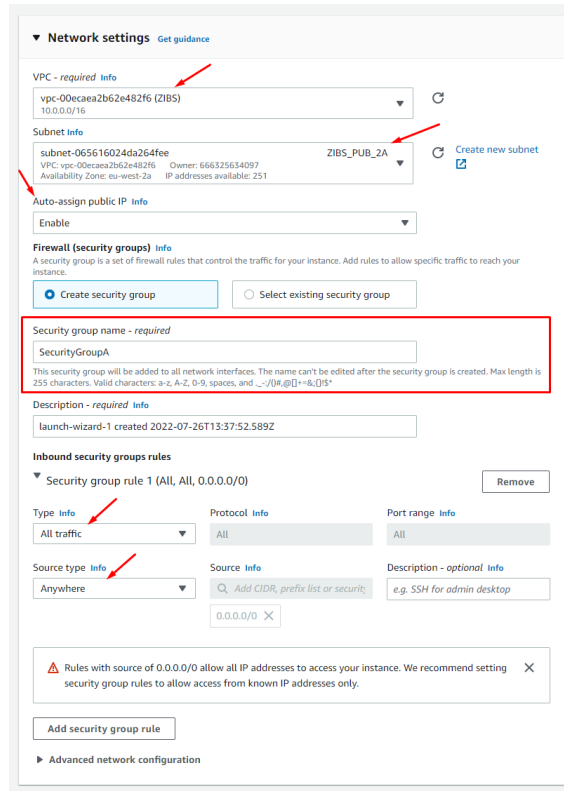 Network settings Get guidance
VPC - required Info
vpc-00ecaea2b62e482f6 (ZIBS)
10.0.0.0/16
Subnet Info
subnet-065616024da264fee ZIBS_PUB_2A
VPC: vpc-00ecaea2b62e482f6 Owner: 666325634097
Availability Zone: eu-west-2a IP addresses available: 251
Create new subnet
Auto-assign public IP Info
Enable
Firewall (security groups) Info
A security group is a set of firewall rules that control the traffic for your instance. Add rules to allow specific traffic to reach your
instance.
Create security group
Select existing security group
Security group name - required
SecurityGroupA
This security group will be added to all network interfaces. The name can't be edited after the security group is created. Max length is
255 characters. Valid characters: a-z, A-Z, 0-9, spaces, and ._-:/()#,@[]+=&;{}!$*
Description - required Info
launch-wizard-1 created 2022-07-26T13:37:52.589Z
Inbound security groups rules
Security group rule 1 (All, All, 0.0.0.0/0)
Remove
Type Info Protocol Info Port range Info
All traffic All All
Source type Info Source Info Description - optional Info
Anywhere Add CIDR, prefix list or security e.g. SSH for admin desktop
0.0.0.0/0
Rules with source of 0.0.0.0/0 allow all IP addresses to access your instance. We recommend setting
security group rules to allow access from known IP addresses only.
Add security group rule
Advanced network configuration